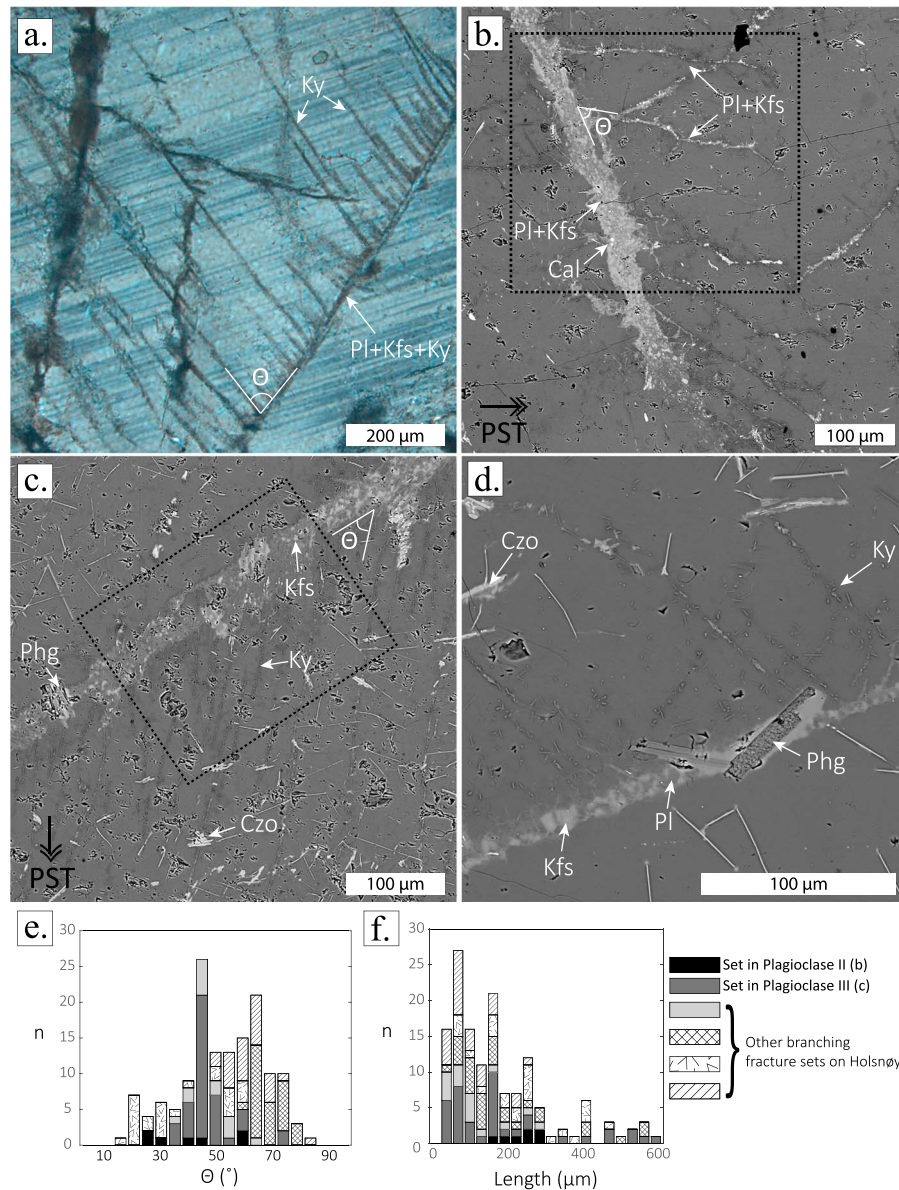 a.
Ky
Pl+Kfs+Ky
Θ
200 µm
b.
Pl+Kfs
Θ
Pl+Kfs
Cal
PST
100 µm
c.
Θ
Kfs
Phg
Ky
Czo
PST
100 µm
d.
Czo
Ky
Phg
Pl
Kfs
100 µm
e.
30
25
20
n
15
10
5
0
10 30 50 70 90
Θ (˚)
f.
30
25
20
n
15
10
5
0
0 200 400 600
Length (µm)
Set in Plagioclase II (b)
Set in Plagioclase III (c)
Other branching
fracture sets on Holsnøy